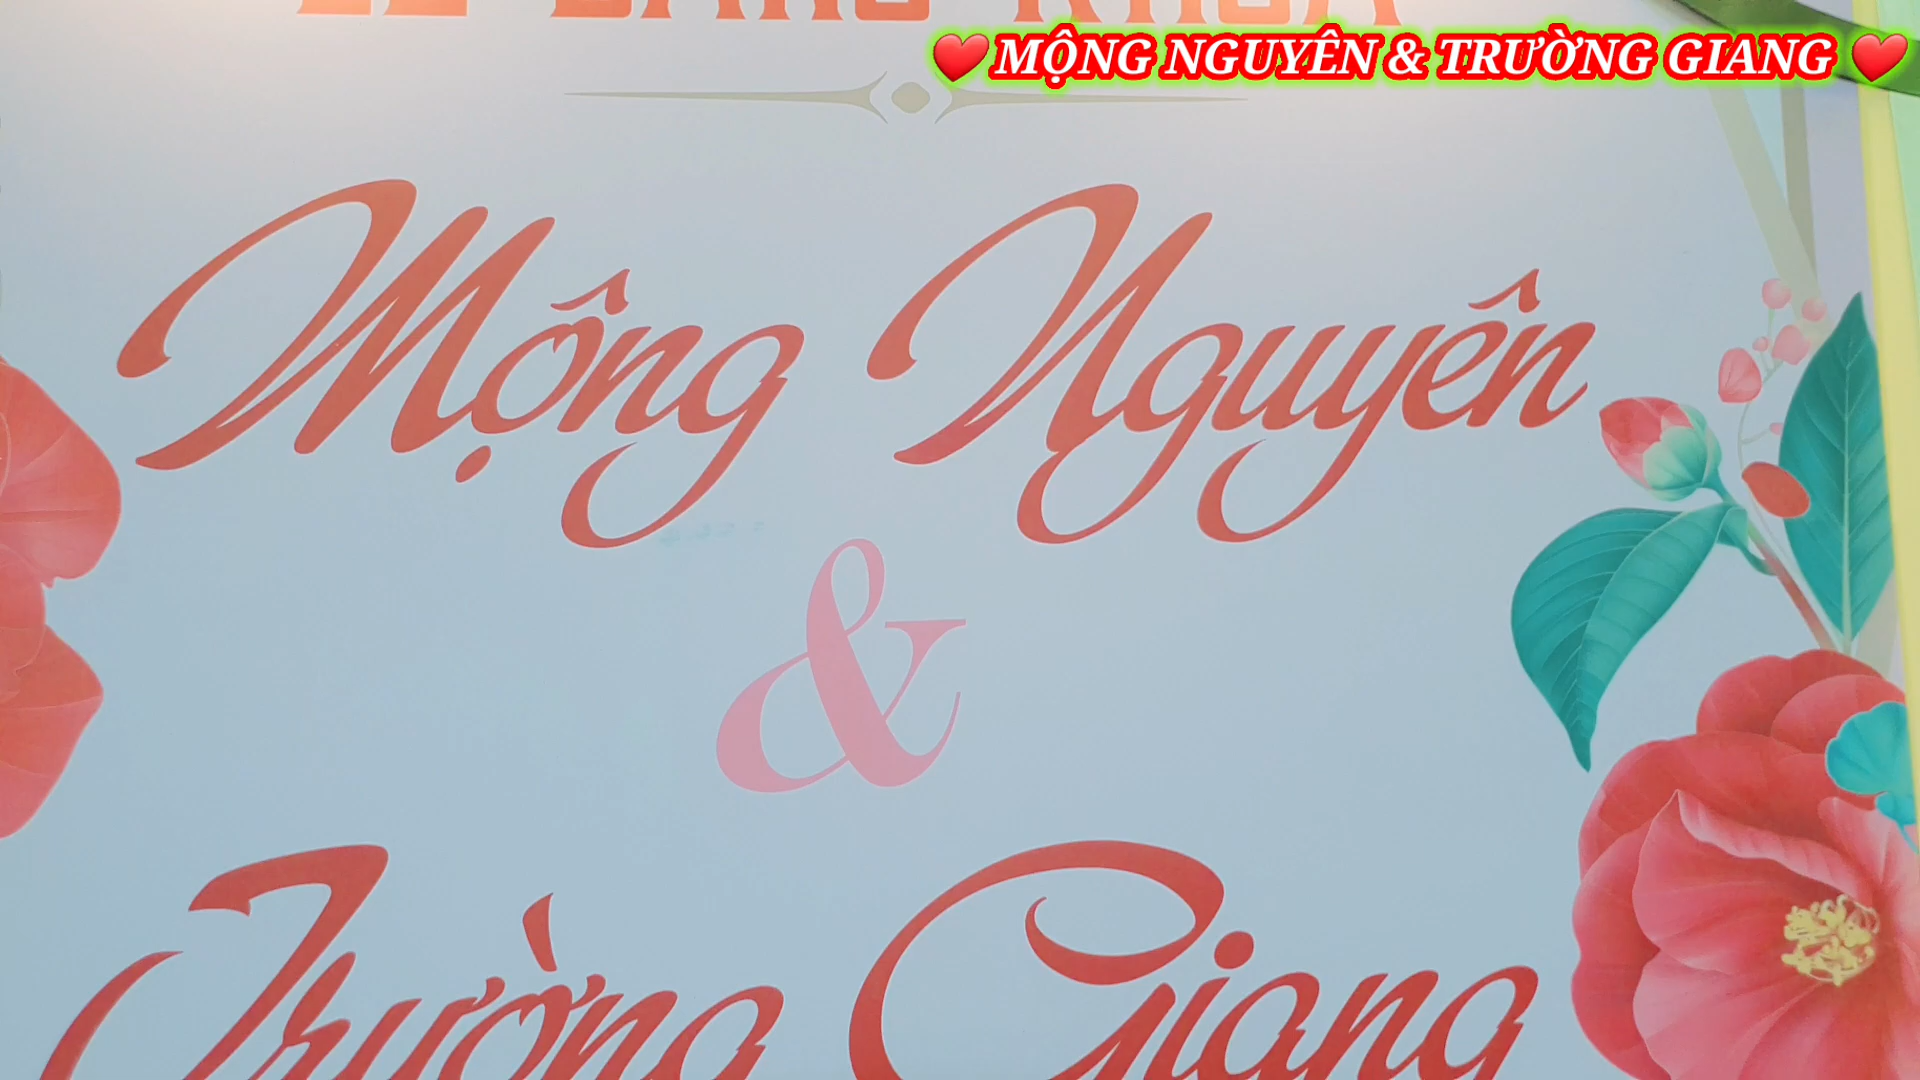 ❤️MỘNG NGUYÊN & TRƯỜNG GIANG ❤️
Mộng Nguyên
&
Trường Giang